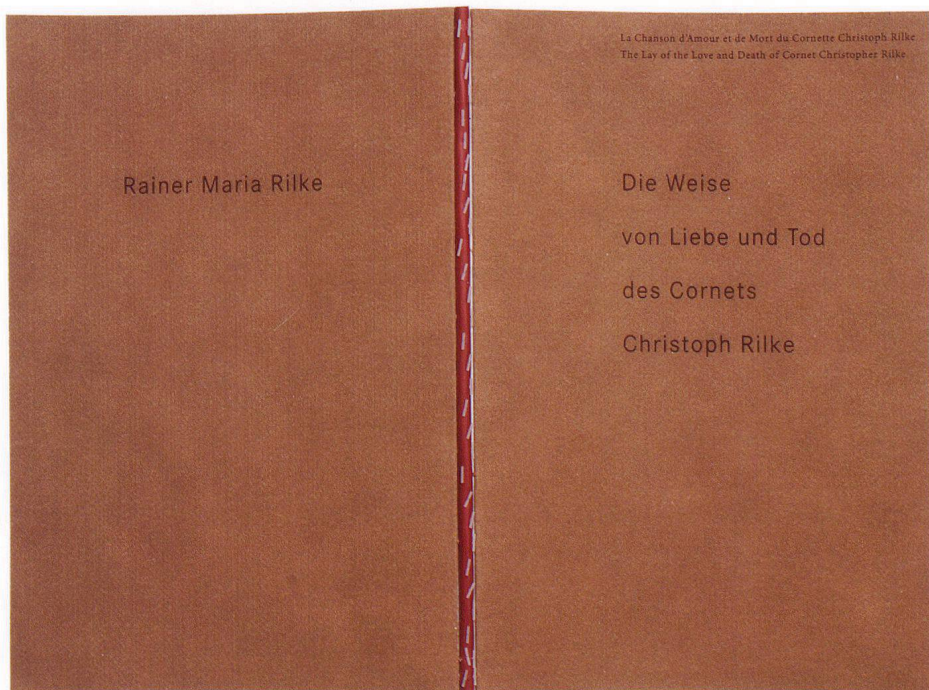 Rainer Maria Rilke
La Chanson d'Amour et de Mort du Cornette Christoph Rilke
The Lay of the Love and Death of Cornet Christopher Rilke
Die Weise
von Liebe und Tod
des Cornets
Christoph Rilke